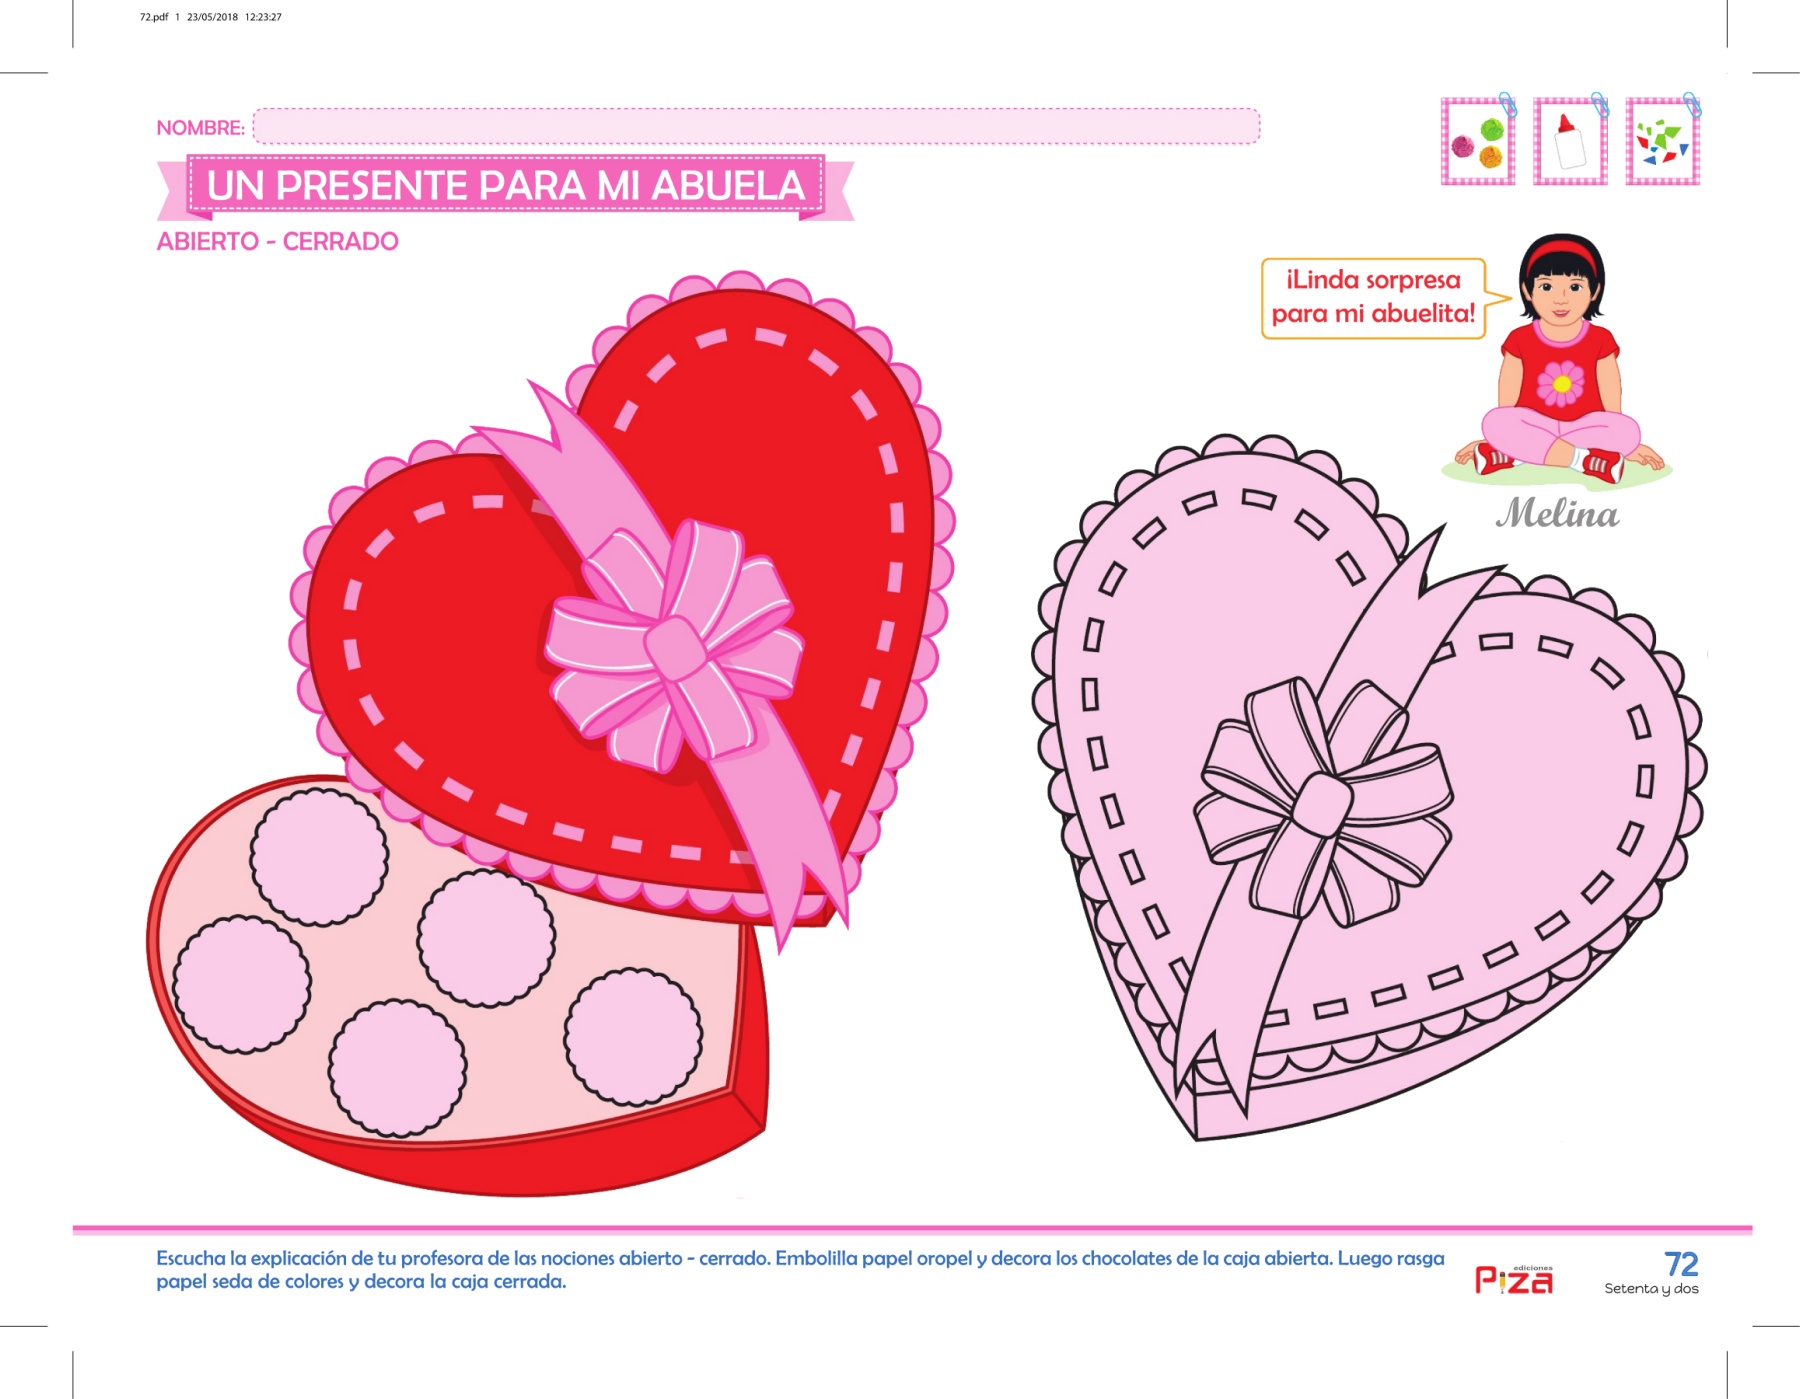 72.pdf 1 23/05/2018 12:23:27
NOMBRE:
UN PRESENTE PARA MI ABUELA
ABIERTO - CERRADO
¡Linda sorpresa
para mi abuelita!
Melina
Escucha la explicación de tu profesora de las nociones abierto - cerrado. Embolilla papel oropel y decora los chocolates de la caja abierta. Luego rasga
papel seda de colores y decora la caja cerrada.
ediciones
Piza
72
Setenta y dos